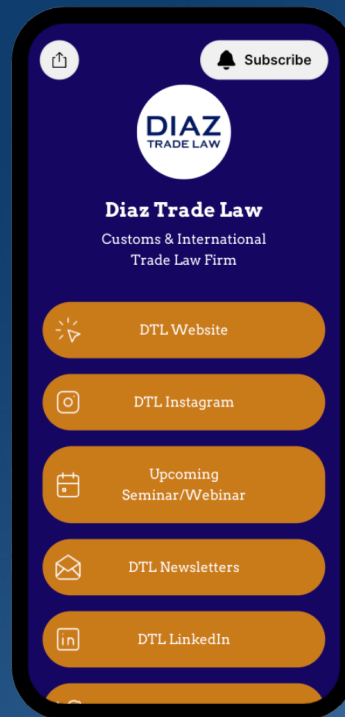 Subscribe
DIAZ
TRADE LAW
Diaz Trade Law
Customs & International
Trade Law Firm
DTL Website
DTL Instagram
Upcoming
Seminar/Webinar
DTL Newsletters
in
DTL LinkedIn